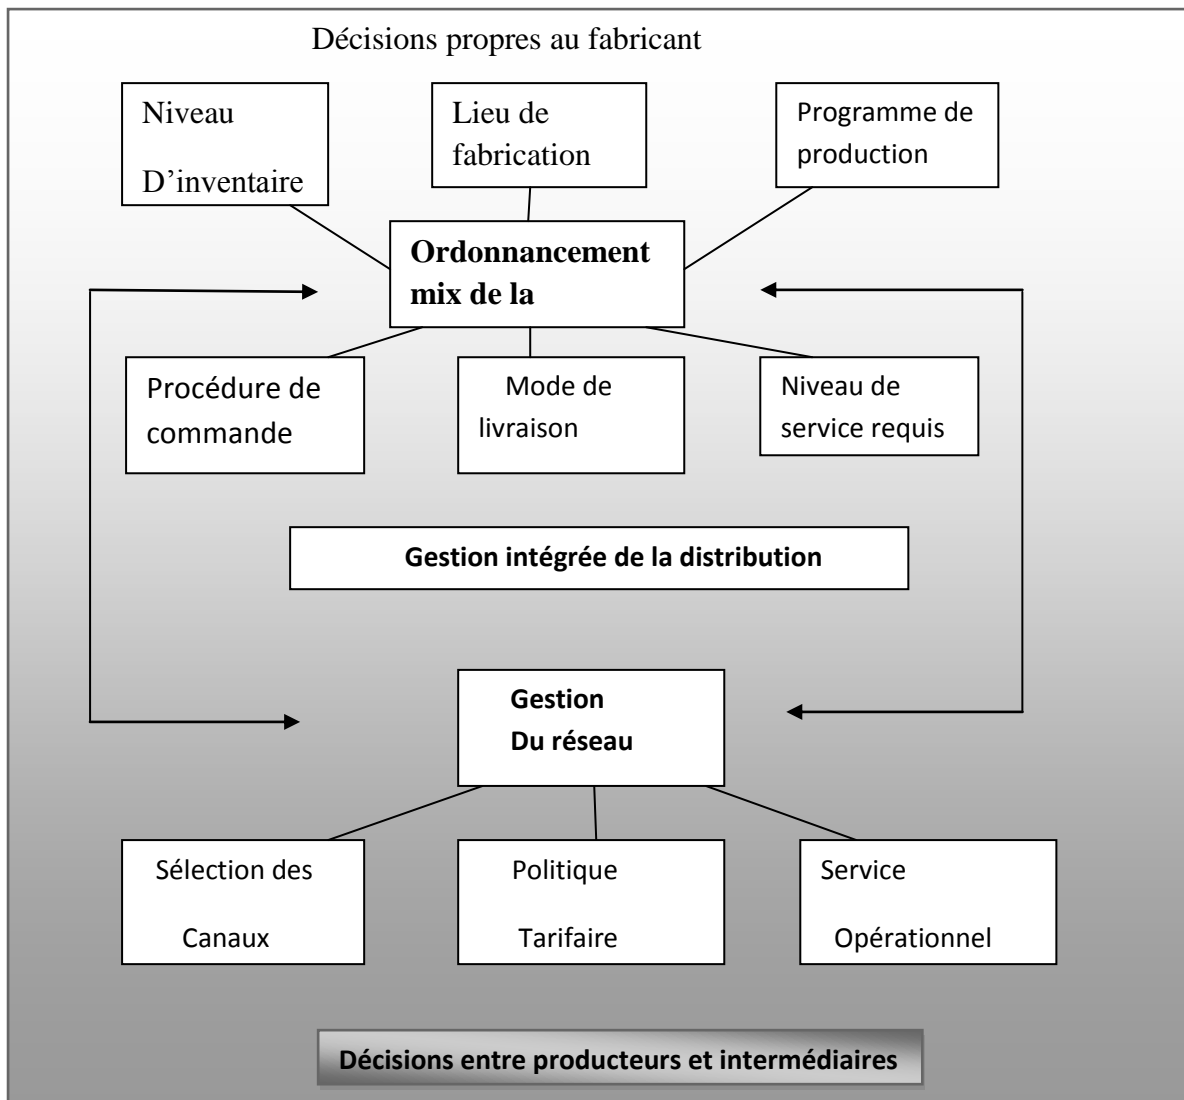 Décisions propres au fabricant
Niveau
D’inventaire
Lieu de
fabrication
Programme de
production
Ordonnancement
mix de la
Procédure de
commande
Mode de
livraison
Niveau de
service requis
Gestion intégrée de la distribution
Gestion
Du réseau
Sélection des
Canaux
Politique
Tarifaire
Service
Opérationnel
Décisions entre producteurs et intermédiaires